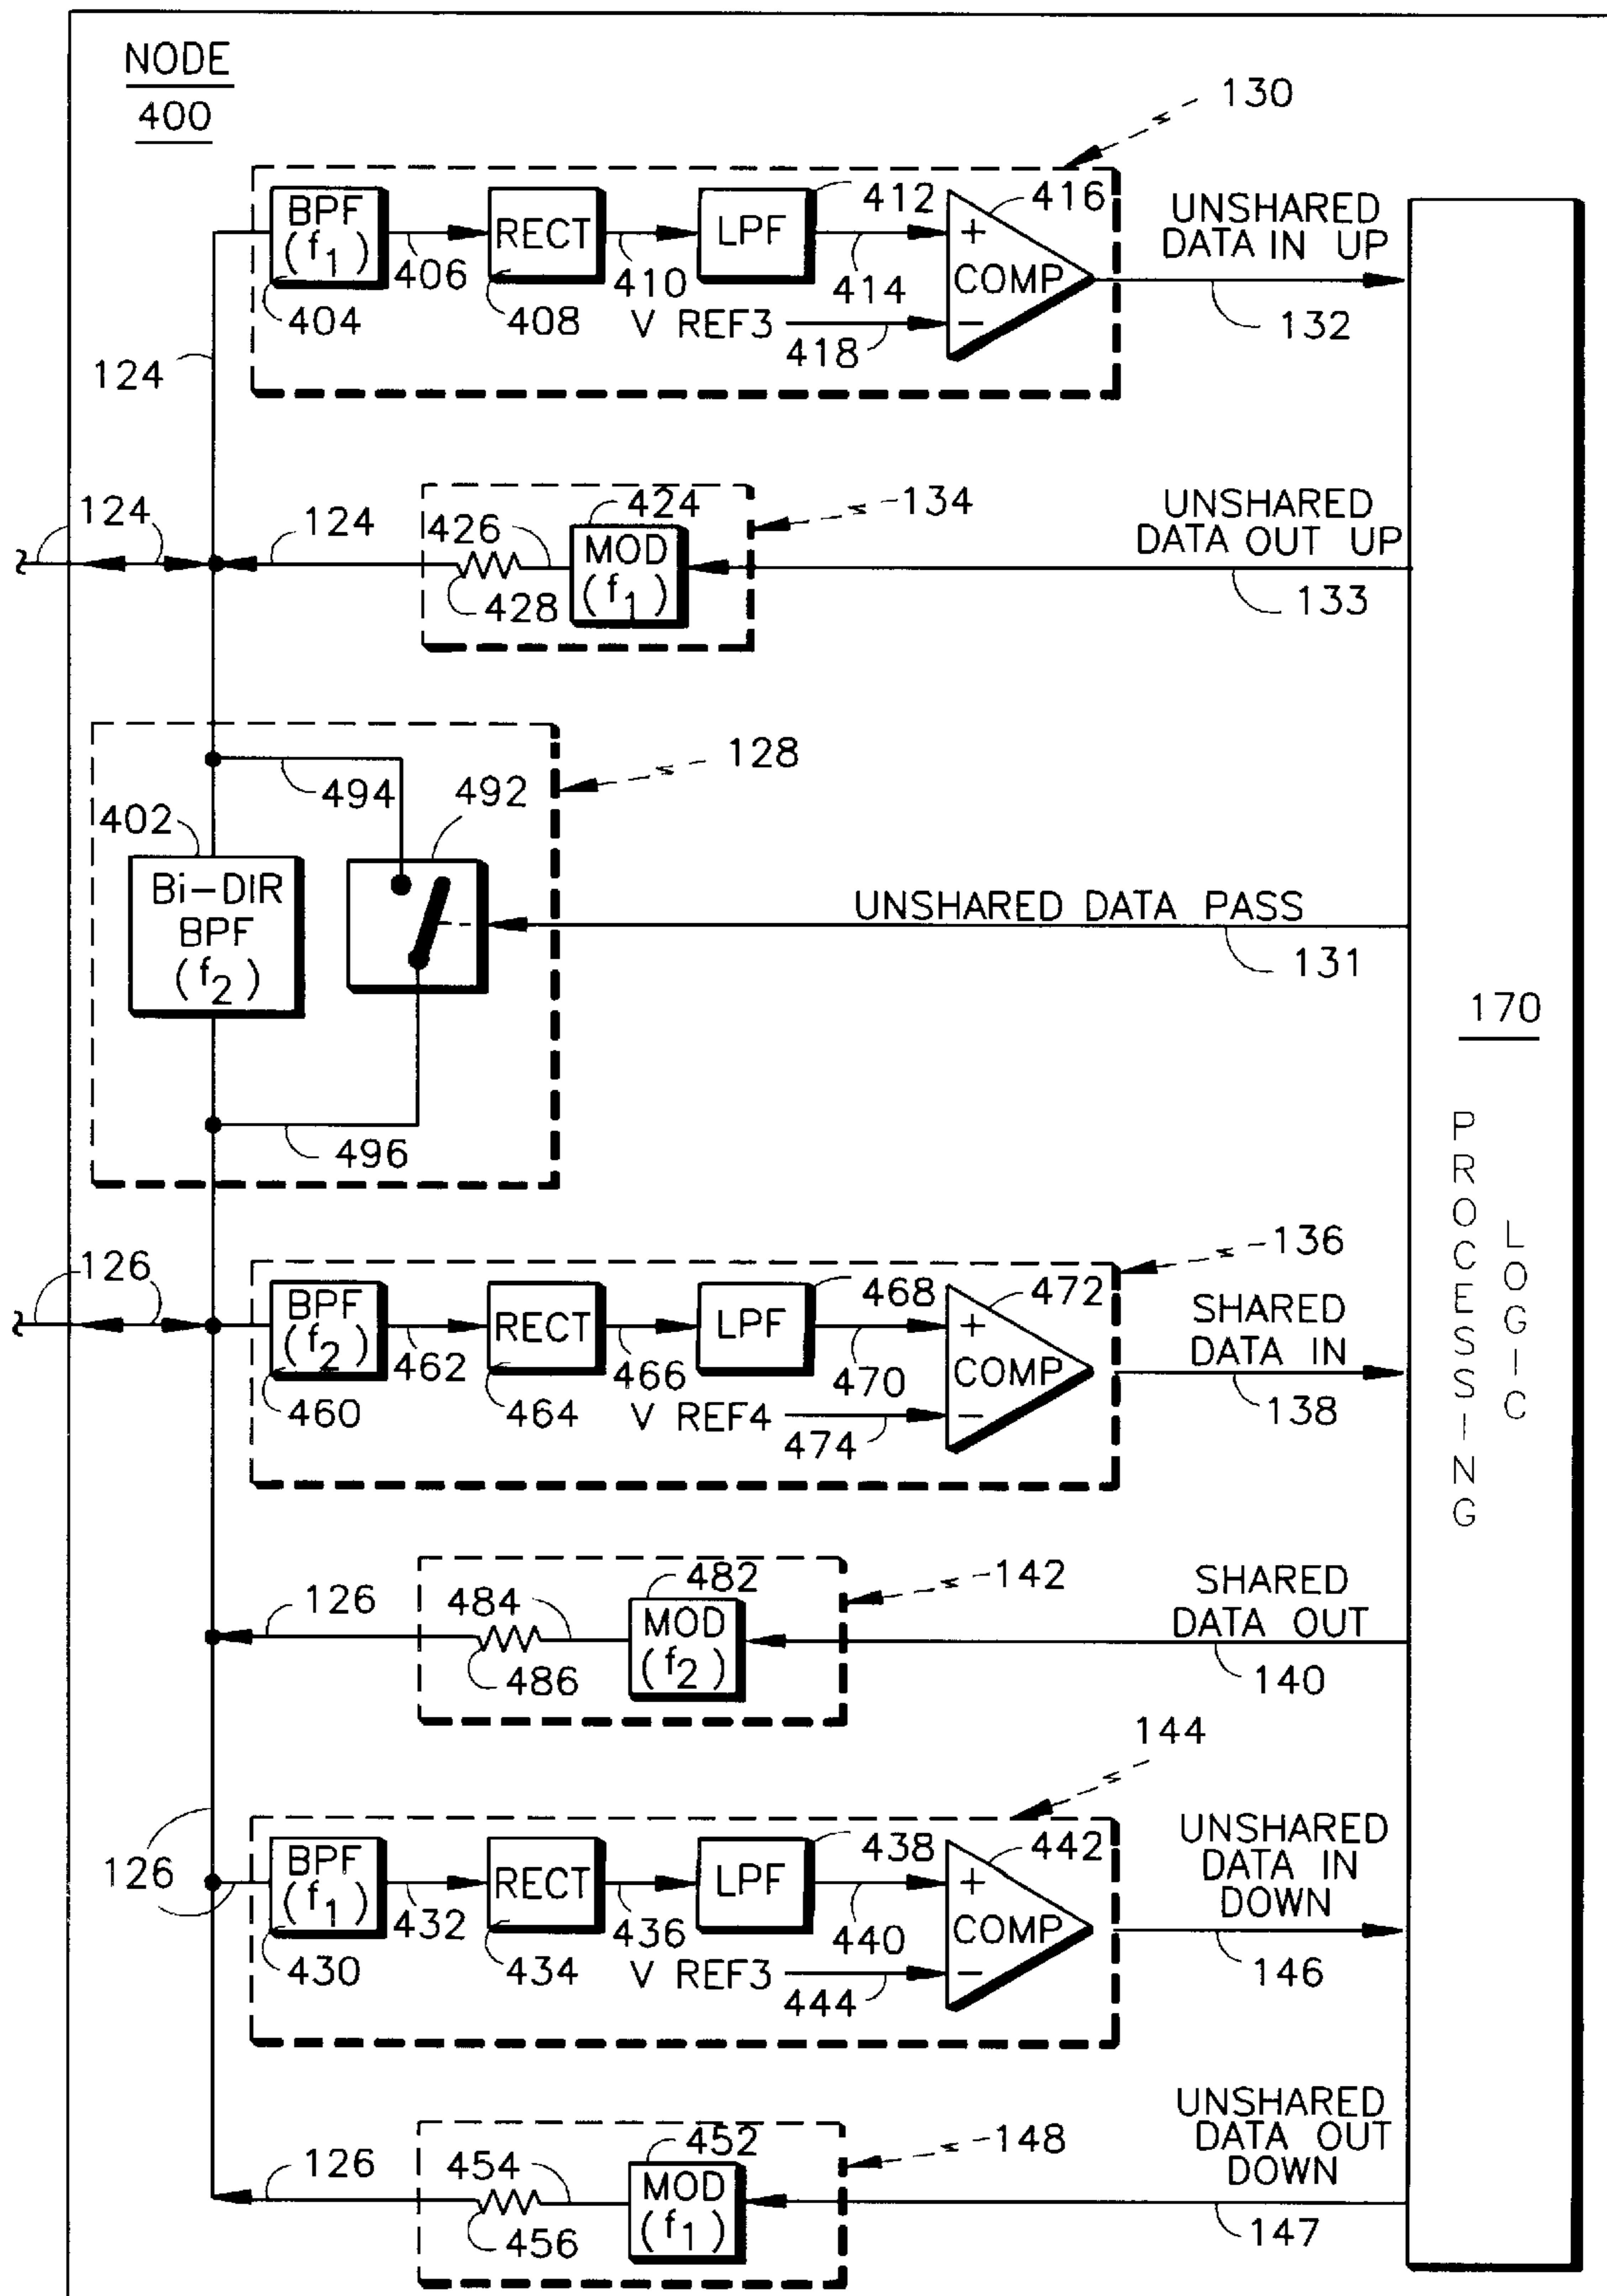 NODE
400
130
BPF
(f1)
404
406
RECT
408
410
LPF
412
414
V REF3
418
+
COMP
−
416
UNSHARED
DATA IN UP
132
124
124
124
426
428
424
MOD
(f1)
134
UNSHARED
DATA OUT UP
133
128
494
492
402
Bi-DIR
BPF
(f2)
496
UNSHARED DATA PASS
131
170
PROCESSING
LOGIC
126
BPF
(f2)
460
462
RECT
464
466
LPF
468
470
V REF4
474
+
COMP
−
472
136
SHARED
DATA IN
138
126
484
486
482
MOD
(f2)
142
SHARED
DATA OUT
140
144
126
BPF
(f1)
430
432
RECT
434
436
LPF
438
440
V REF3
444
+
COMP
−
442
UNSHARED
DATA IN
DOWN
146
126
454
456
452
MOD
(f1)
148
UNSHARED
DATA OUT
DOWN
147